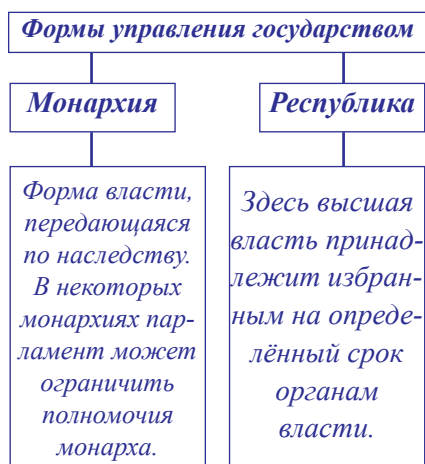 Формы управления государством
Монархия
Республика
Форма власти,
передающаяся
по наследству.
В некоторых
монархиях пар-
ламент может
ограничить
полномочия
монарха.
Здесь высшая
власть принад-
лежит избран-
ным на опреде-
лённый срок
органам
власти.